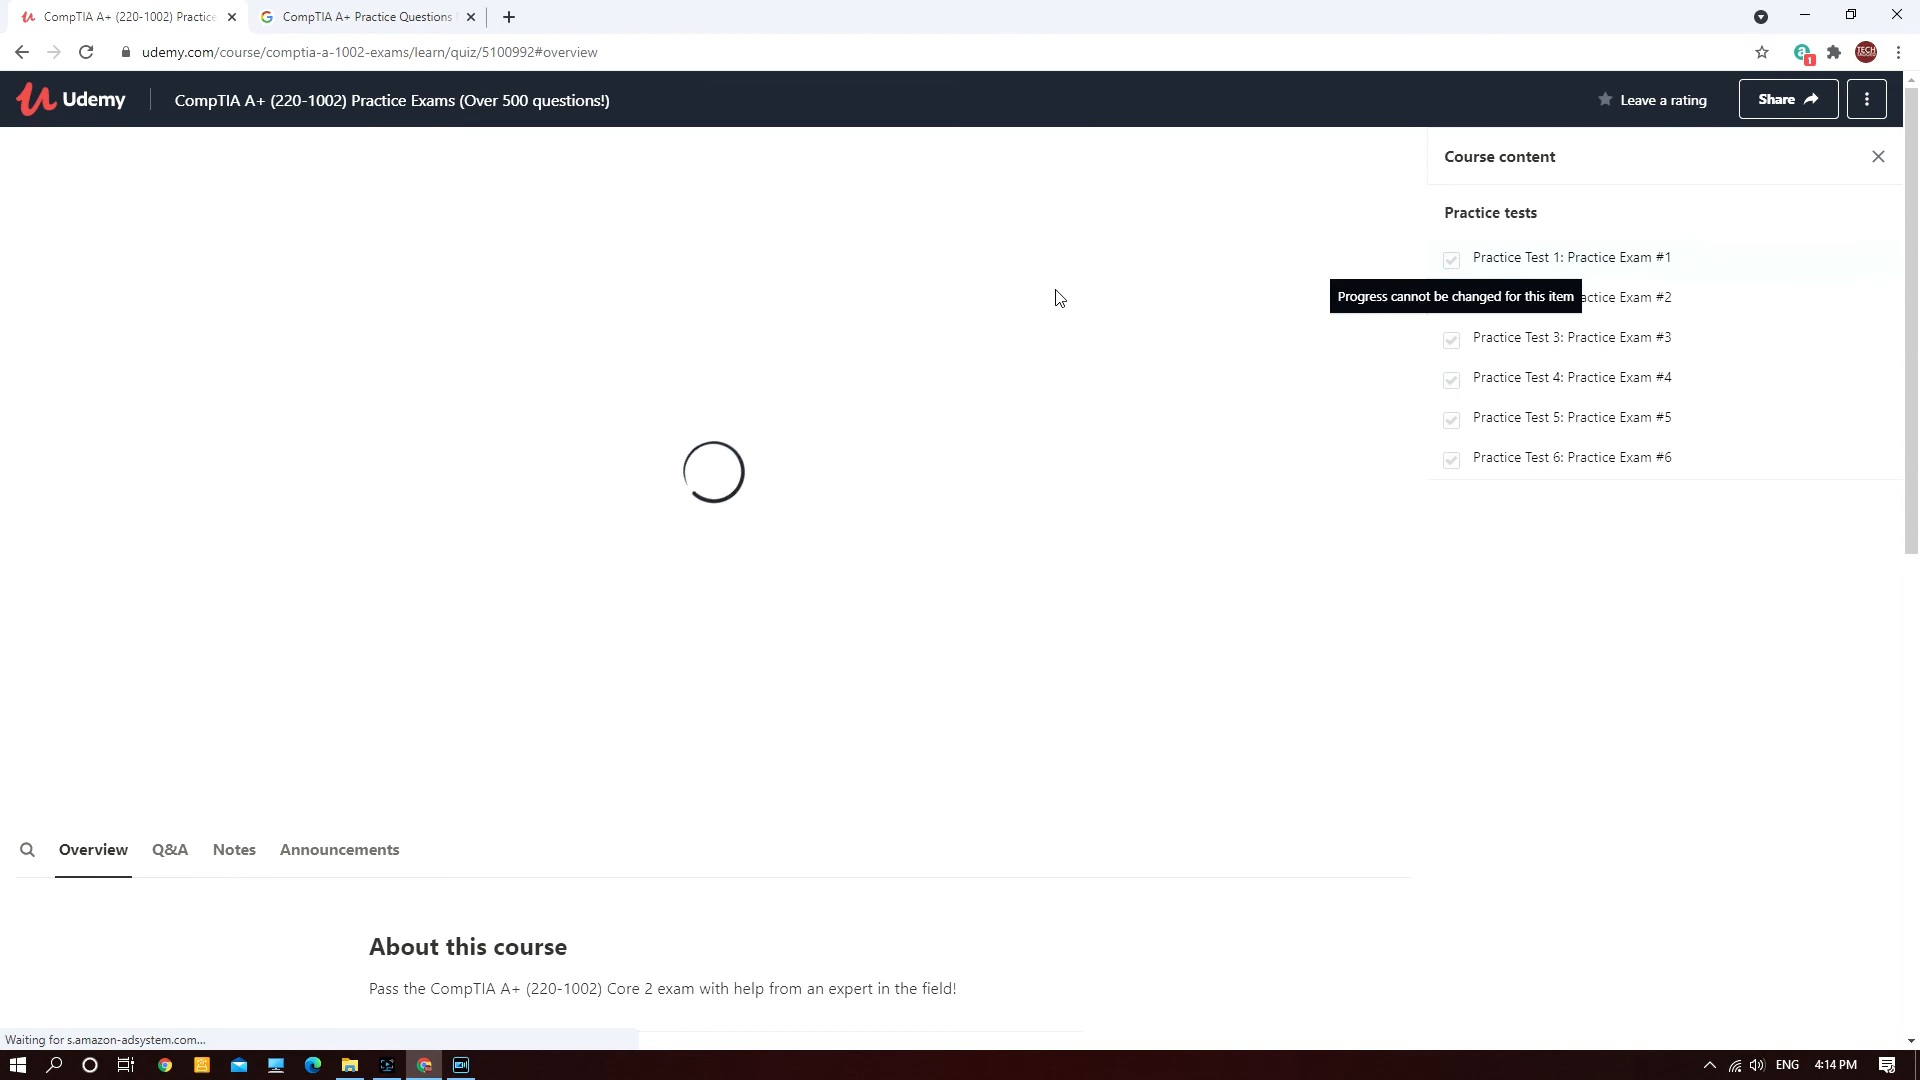 CompTIA A+ (220-1002) Practice
CompTIA A+ Practice Questions
udemy.com/course/comptia-a-1002-exams/learn/quiz/5100992#overview
1
TECH
Udemy
CompTIA A+ (220-1002) Practice Exams (Over 500 questions!)
Leave a rating
Share
Course content
Practice tests
Practice Test 1: Practice Exam #1
Progress cannot be changed for this item
actice Exam #2
Practice Test 3: Practice Exam #3
Practice Test 4: Practice Exam #4
Practice Test 5: Practice Exam #5
Practice Test 6: Practice Exam #6
Overview
Q&A
Notes
Announcements
About this course
Pass the CompTIA A+ (220-1002) Core 2 exam with help from an expert in the field!
Waiting for s.amazon-adsystem.com...
ENG
4:14 PM